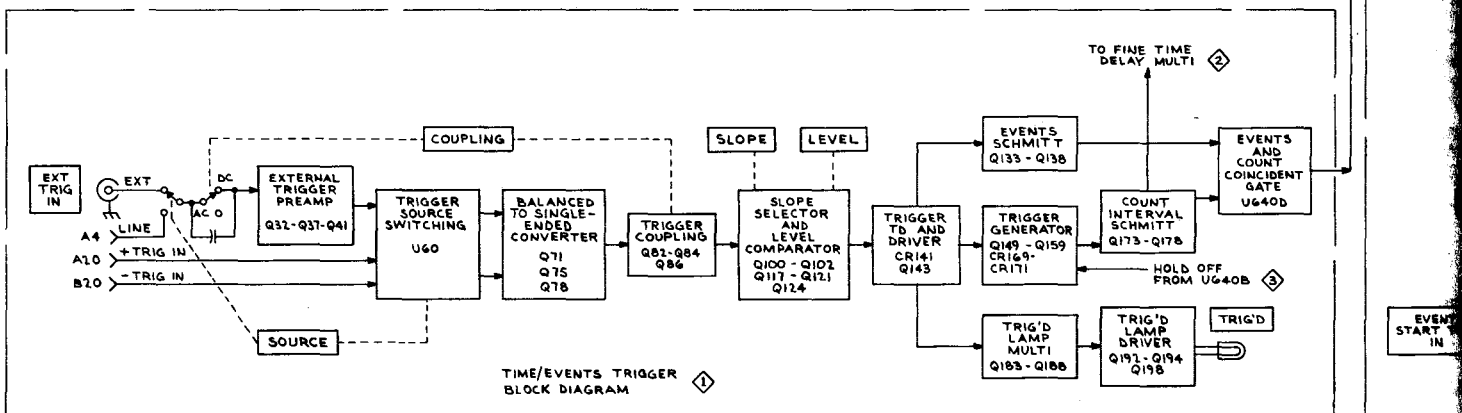 TO FINE TIME
DELAY MULTI 2
COUPLING
SLOPE
LEVEL
EVENTS
SCHMITT
Q133 - Q138
EVENTS
AND
COUNT
COINCIDENT
GATE
U640D
EXT
TRIG
IN
EXT
DC
AC
LINE
A4
A20
+TRIG IN
B20
-TRIG IN
EXTERNAL
TRIGGER
PREAMP
Q32-Q37-Q41
TRIGGER
SOURCE
SWITCHING
U60
BALANCED
TO SINGLE-
ENDED
CONVERTER
Q71
Q75
Q78
TRIGGER
COUPLING
Q82-Q84
Q86
SLOPE
SELECTOR
AND
LEVEL
COMPARATOR
Q100 - Q102
Q117 - Q121
Q124
TRIGGER
TD AND
DRIVER
CR141
Q143
TRIGGER
GENERATOR
Q149 - Q159
CR169-
CR171
COUNT
INTERVAL
SCHMITT
Q173-Q178
HOLD OFF
FROM U640B 3
SOURCE
TRIG'D
LAMP
MULTI
Q183-Q188
TRIG'D
LAMP
DRIVER
Q192-Q194
Q198
TRIG'D
EVENT
START
IN
TIME/EVENTS TRIGGER
BLOCK DIAGRAM 1